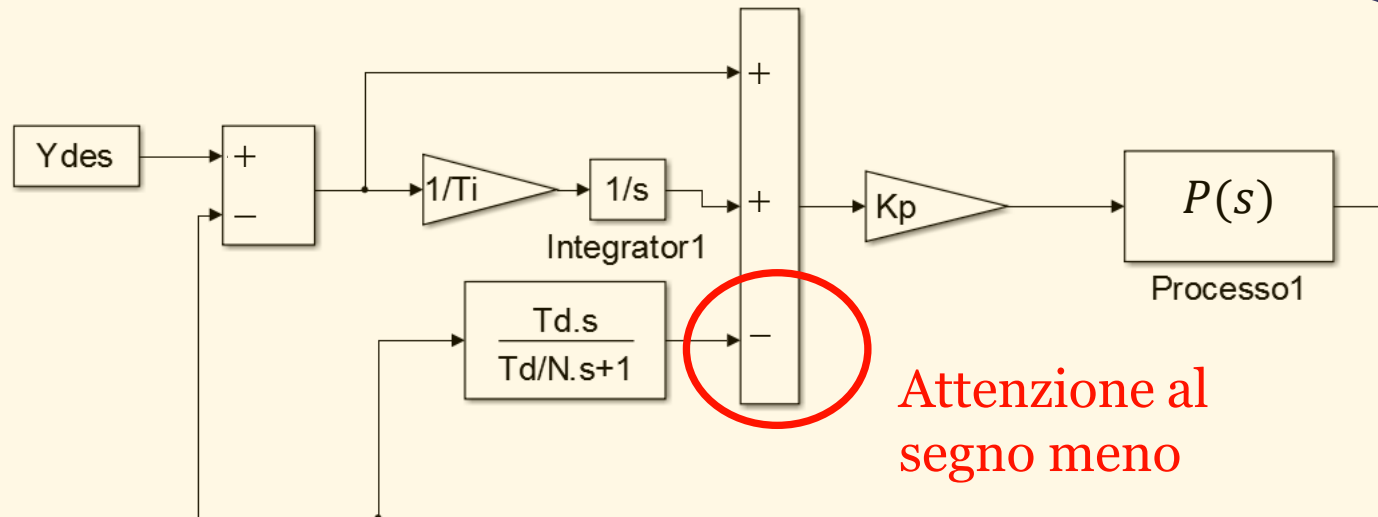 +
Ydes
+
−
1/Ti
1/s
Integrator1
+
Kp
P(s)
Processo1
Td.s
Td/N.s+1
−
Attenzione al
segno meno